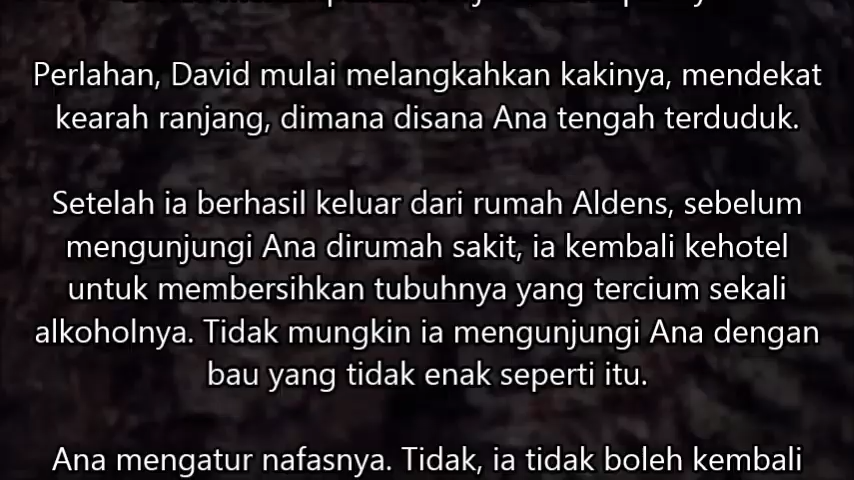 Perlahan, David mulai melangkahkan kakinya, mendekat
kearah ranjang, dimana disana Ana tengah terduduk.
Setelah ia berhasil keluar dari rumah Aldens, sebelum
mengunjungi Ana dirumah sakit, ia kembali kehotel
untuk membersihkan tubuhnya yang tercium sekali
alkoholnya. Tidak mungkin ia mengunjungi Ana dengan
bau yang tidak enak seperti itu.
Ana mengatur nafasnya. Tidak, ia tidak boleh kembali